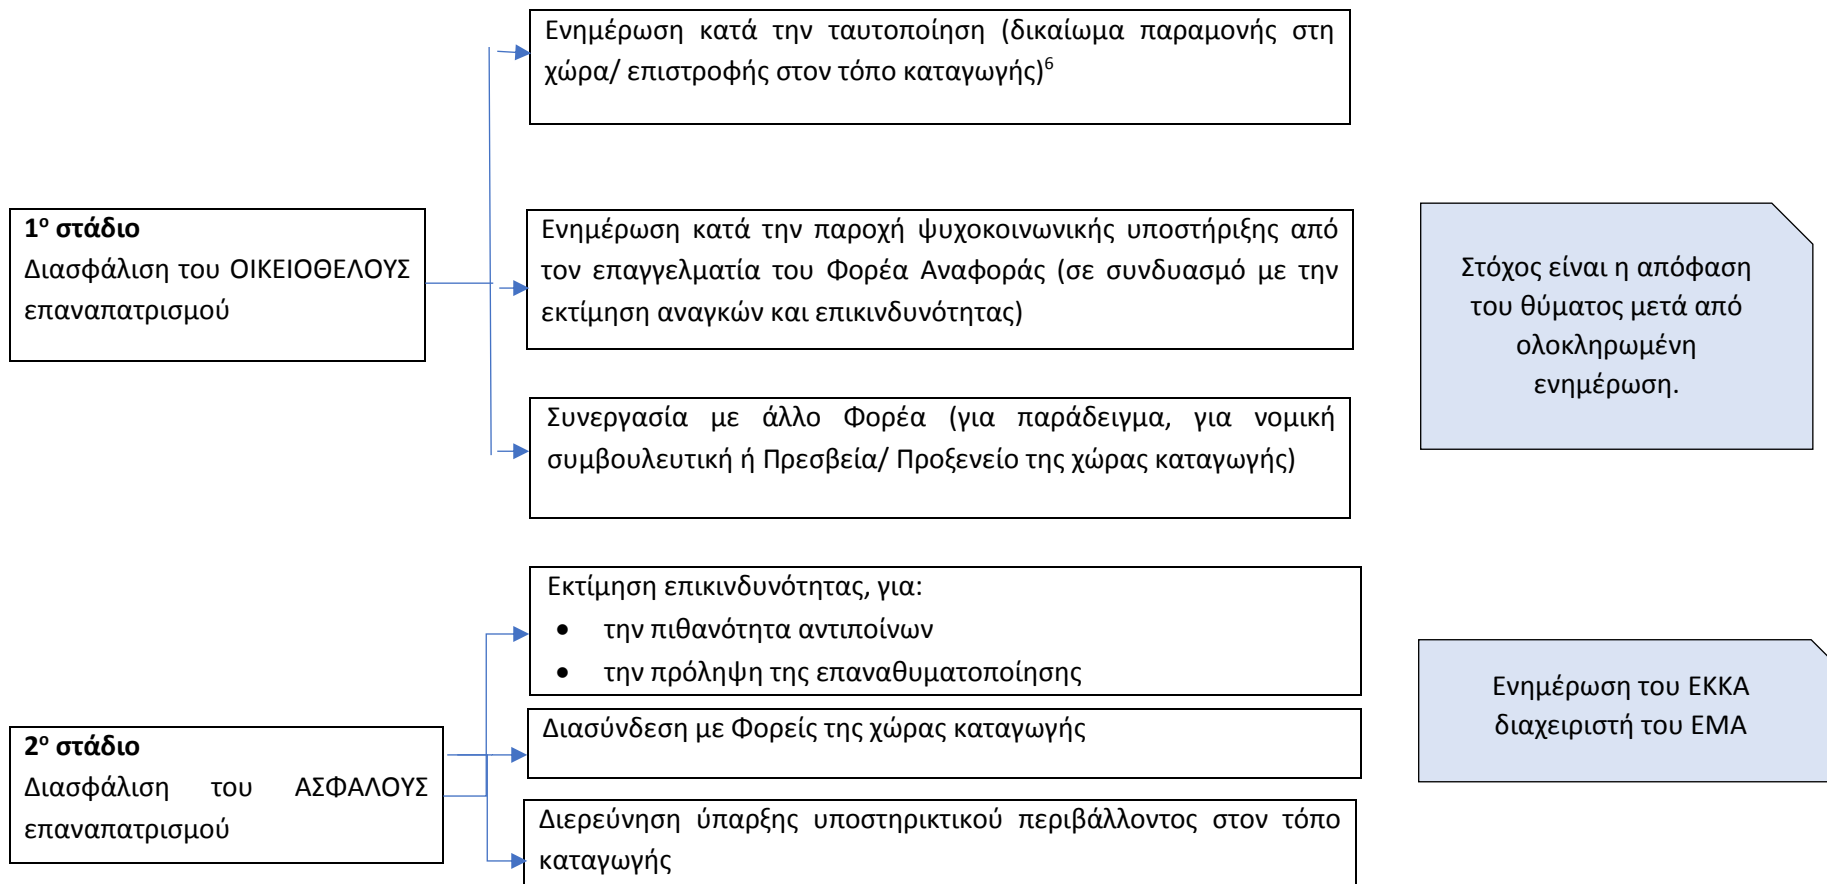 Ενημέρωση κατά την ταυτοποίηση (δικαίωμα παραμονής στη
χώρα/ επιστροφής στον τόπο καταγωγής)⁶
1ᵒ στάδιο
Διασφάλιση του ΟΙΚΕΙΟΘΕΛΟΥΣ
επαναπατρισμού
Ενημέρωση κατά την παροχή ψυχοκοινωνικής υποστήριξης από
τον επαγγελματία του Φορέα Αναφοράς (σε συνδυασμό με την
εκτίμηση αναγκών και επικινδυνότητας)
Στόχος είναι η απόφαση
του θύματος μετά από
ολοκληρωμένη
ενημέρωση.
Συνεργασία με άλλο Φορέα (για παράδειγμα, για νομική
συμβουλευτική ή Πρεσβεία/ Προξενείο της χώρας καταγωγής)
2ᵒ στάδιο
Διασφάλιση του ΑΣΦΑΛΟΥΣ
επαναπατρισμού
Εκτίμηση επικινδυνότητας, για:
• την πιθανότητα αντιποίνων
• την πρόληψη της επαναθυματοποίησης
Διασύνδεση με Φορείς της χώρας καταγωγής
Διερεύνηση ύπαρξης υποστηρικτικού περιβάλλοντος στον τόπο
καταγωγής
Ενημέρωση του ΕΚΚΑ
διαχειριστή του ΕΜΑ